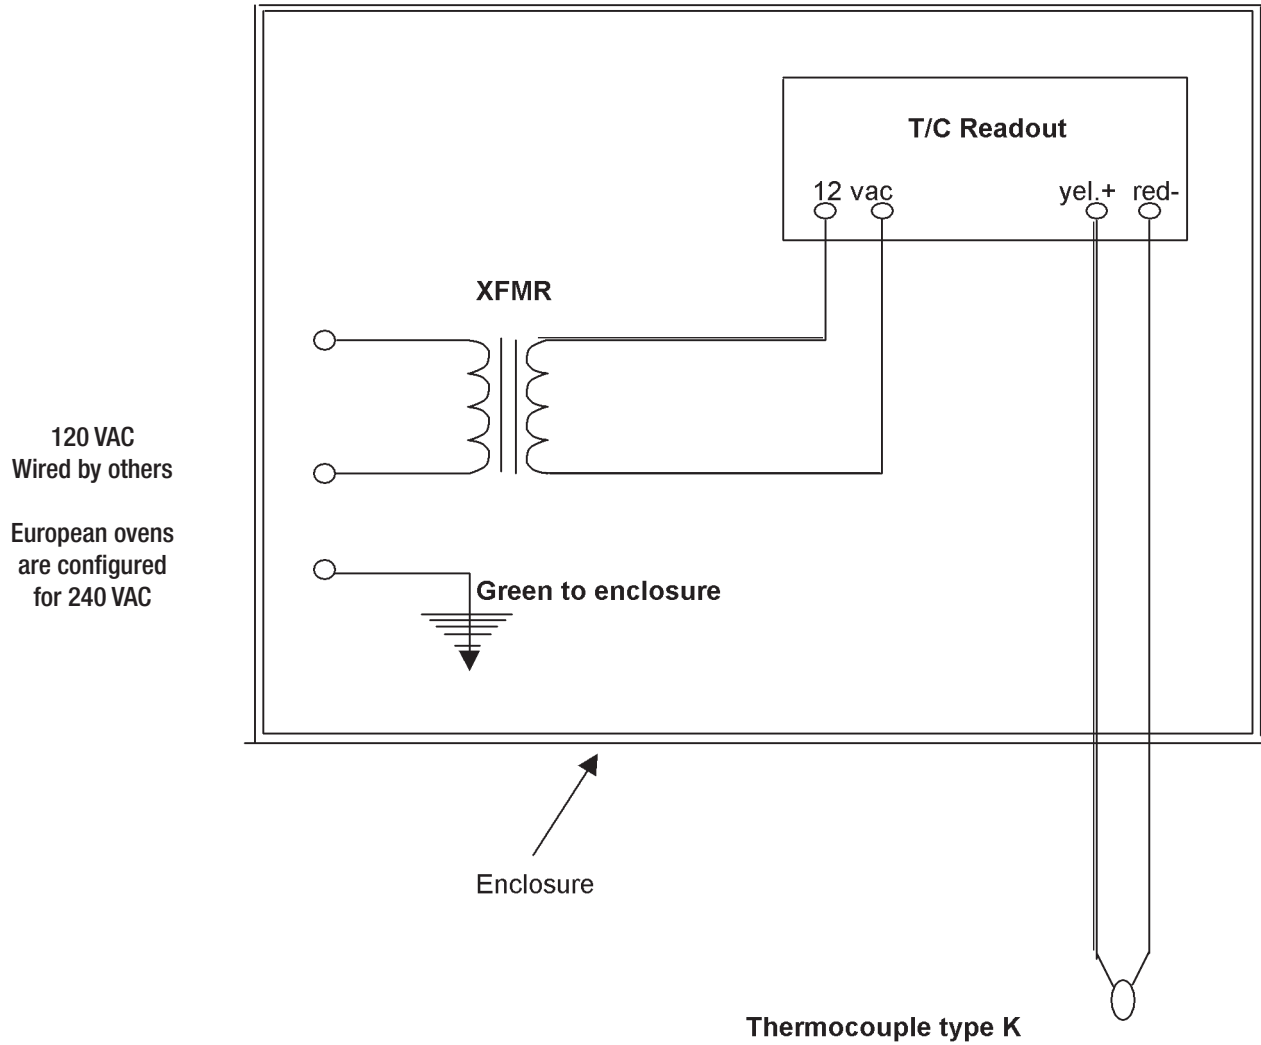 T/C Readout
12 vac
yel.+ red-
XFMR
120 VAC
Wired by others
European ovens
are configured
for 240 VAC
Green to enclosure
Enclosure
Thermocouple type K